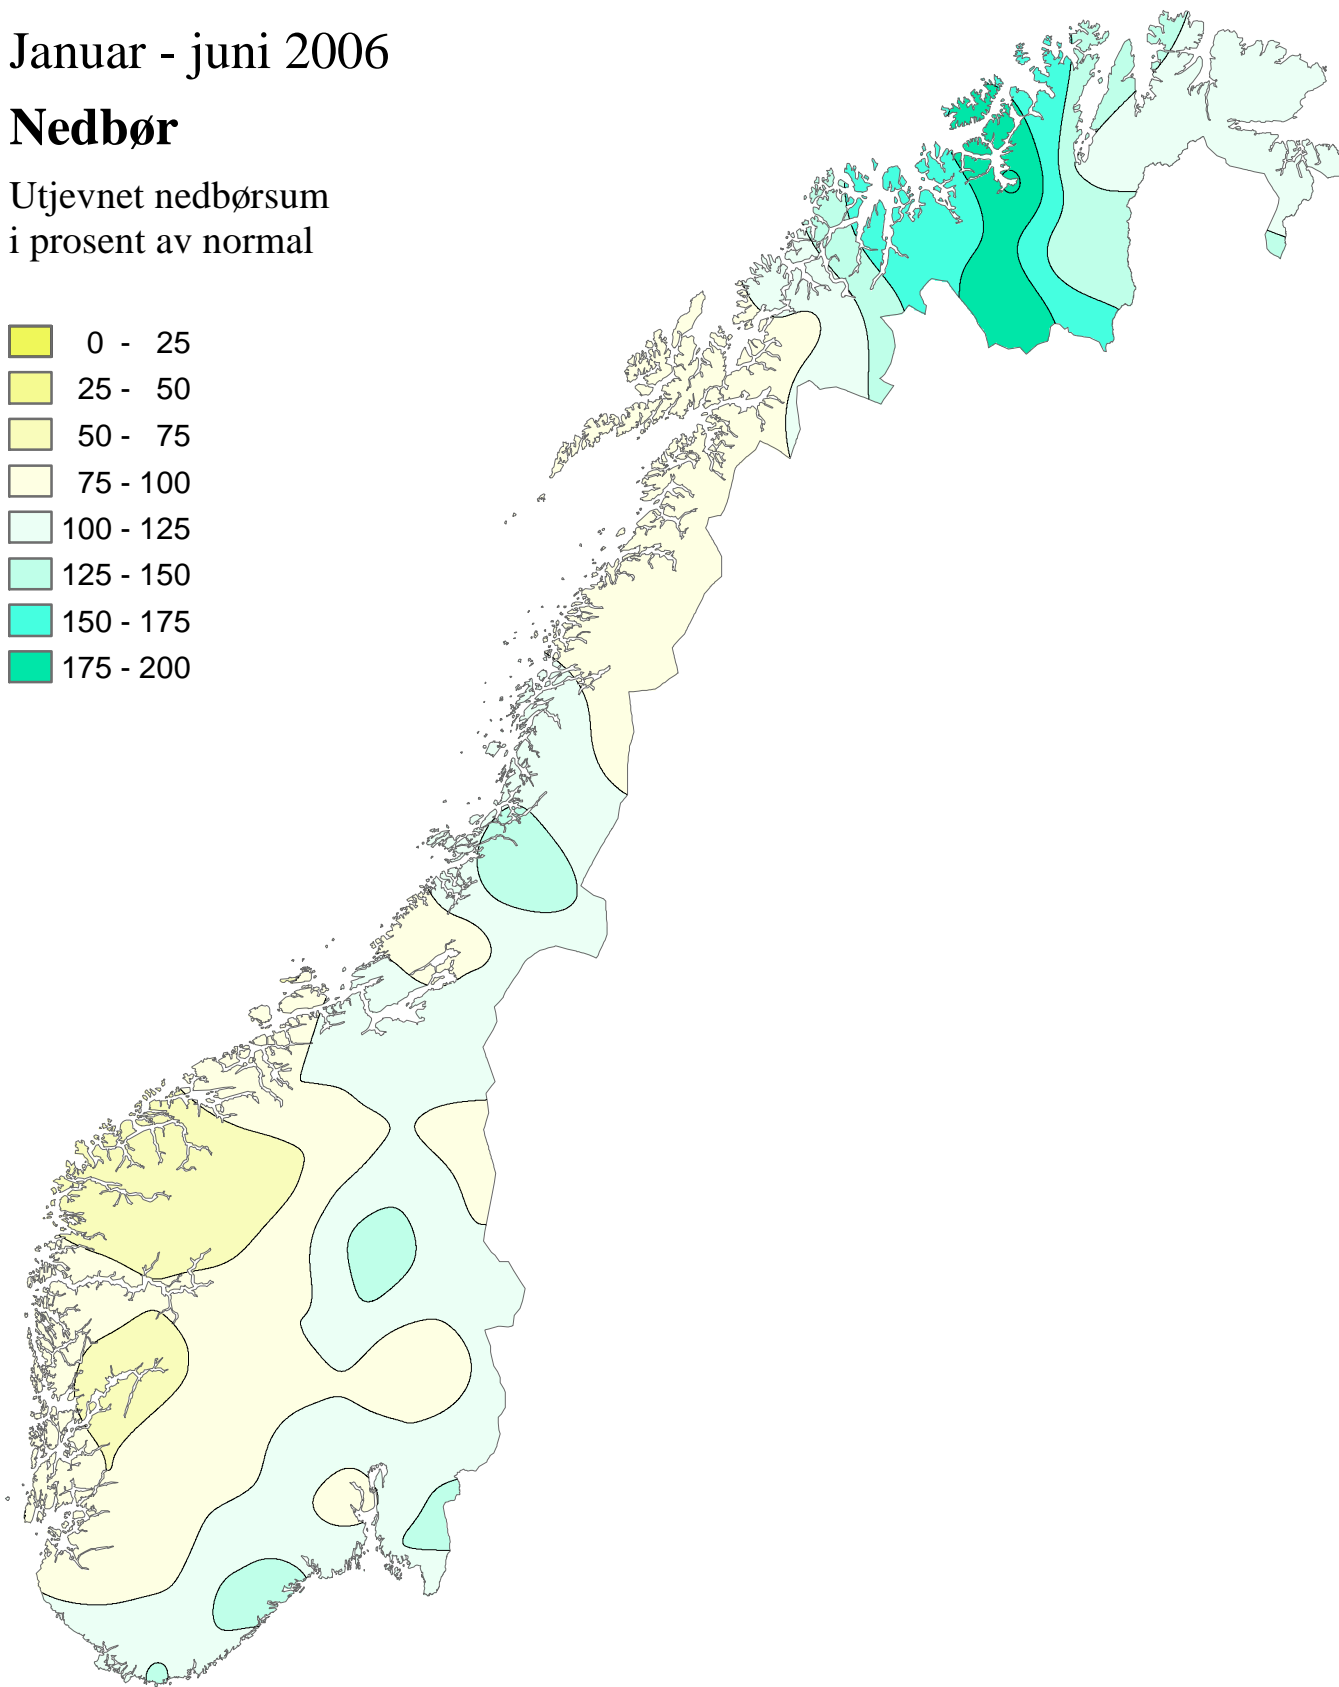 Januar - juni 2006
Nedbør
Utjevnet nedbørsum
i prosent av normal
0 - 25
25 - 50
50 - 75
75 - 100
100 - 125
125 - 150
150 - 175
175 - 200